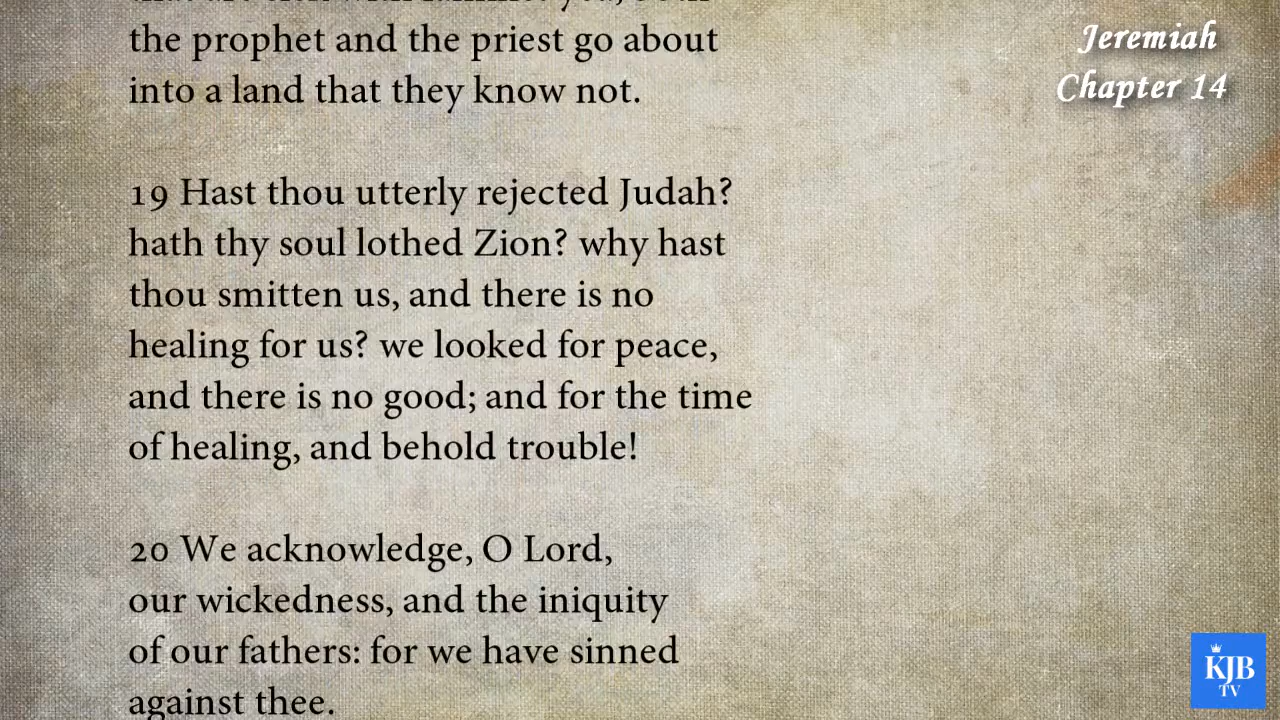 the prophet and the priest go about
into a land that they know not.
19 Hast thou utterly rejected Judah?
hath thy soul lothed Zion? why hast
thou smitten us, and there is no
healing for us? we looked for peace,
and there is no good; and for the time
of healing, and behold trouble!
20 We acknowledge, O Lord,
our wickedness, and the iniquity
of our fathers: for we have sinned
against thee.
Jeremiah
Chapter 14
KJB
TV